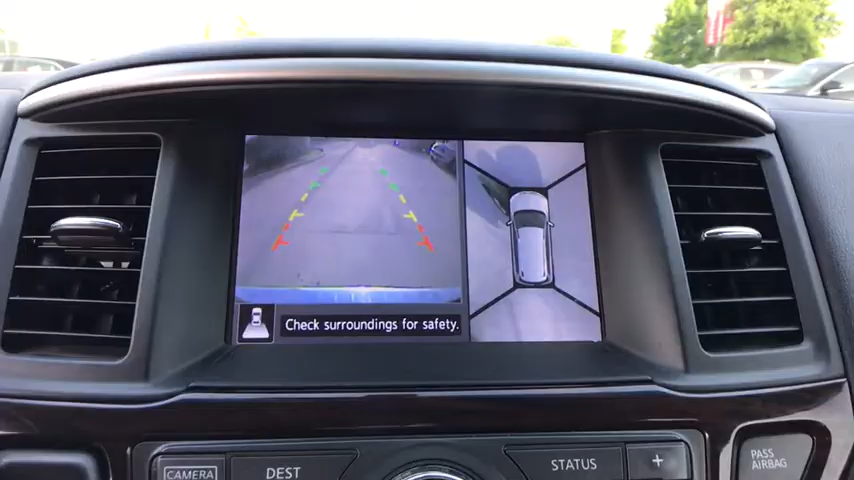 Check surroundings for safety.
CAMERA
DEST
STATUS
+
PASS
AIRBAG